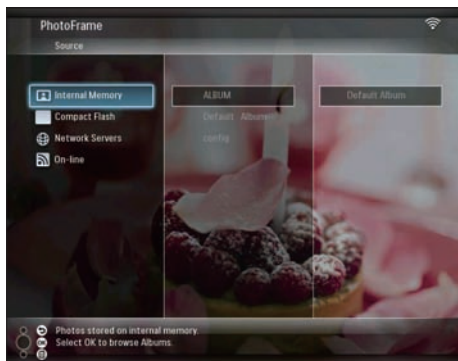 PhotoFrame
Source
Internal Memory
Compact Flash
Network Servers
On-line
ALBUM
Default Album
config
Default Album
Photos stored on internal memory.
Select OK to browse Albums.